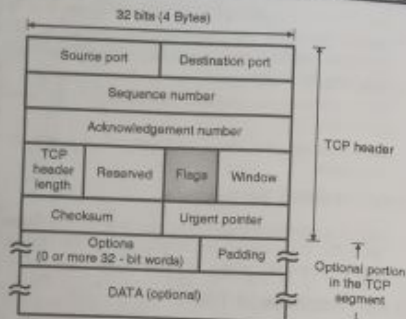 32 bits (4 Bytes)
Source port
Destination port
Sequence number
Acknowledgement number
TCP header
TCP
header
length
Reserved
Flags
Window
Checksum
Urgent pointer
Options
(0 or more 32 - bit words)
Padding
Optional portion
in the TCP
segment
DATA (optional)